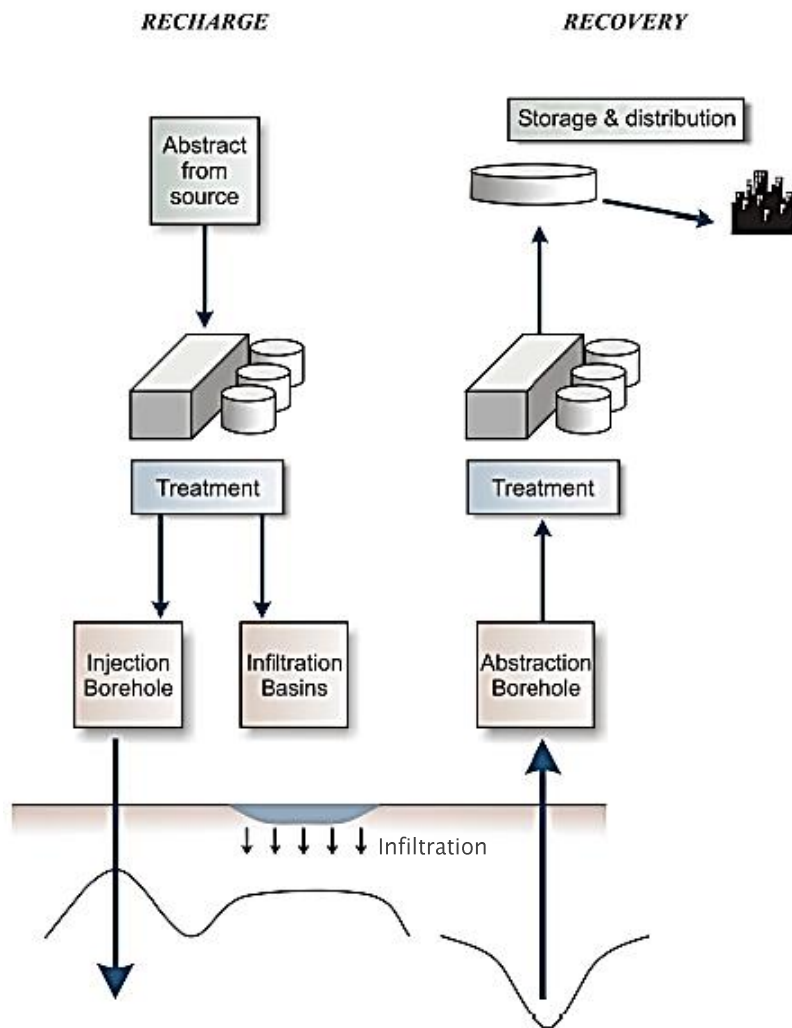 RECHARGE
RECOVERY
Storage & distribution
Abstract
from
source
Treatment
Treatment
Injection
Borehole
Infiltration
Basins
Abstraction
Borehole
Infiltration